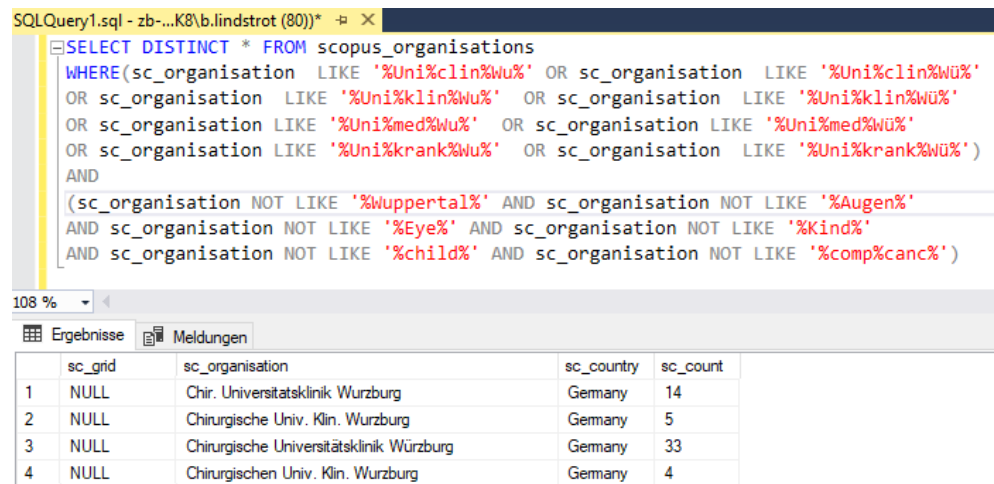 SQLQuery1.sql - zb-...K8\b.lindstrot (80))*
SELECT DISTINCT * FROM scopus_organisations
WHERE(sc_organisation LIKE '%Uni%clin%Wu%' OR sc_organisation LIKE '%Uni%clin%Wü%'
OR sc_organisation LIKE '%Uni%klin%Wu%' OR sc_organisation LIKE '%Uni%klin%Wü%'
OR sc_organisation LIKE '%Uni%med%Wu%' OR sc_organisation LIKE '%Uni%med%Wü%'
OR sc_organisation LIKE '%Uni%krank%Wu%' OR sc_organisation LIKE '%Uni%krank%Wü%')
AND
(sc_organisation NOT LIKE '%Wuppertal%' AND sc_organisation NOT LIKE '%Augen%'
AND sc_organisation NOT LIKE '%Eye%' AND sc_organisation NOT LIKE '%Kind%'
AND sc_organisation NOT LIKE '%child%' AND sc_organisation NOT LIKE '%comp%canc%')
108 %
Ergebnisse Meldungen
sc_grid sc_organisation sc_country sc_count
1 NULL Chir. Universitatsklinik Wurzburg Germany 14
2 NULL Chirurgische Univ. Klin. Wurzburg Germany 5
3 NULL Chirurgische Universitätsklinik Würzburg Germany 33
4 NULL Chirurgischen Univ. Klin. Wurzburg Germany 4